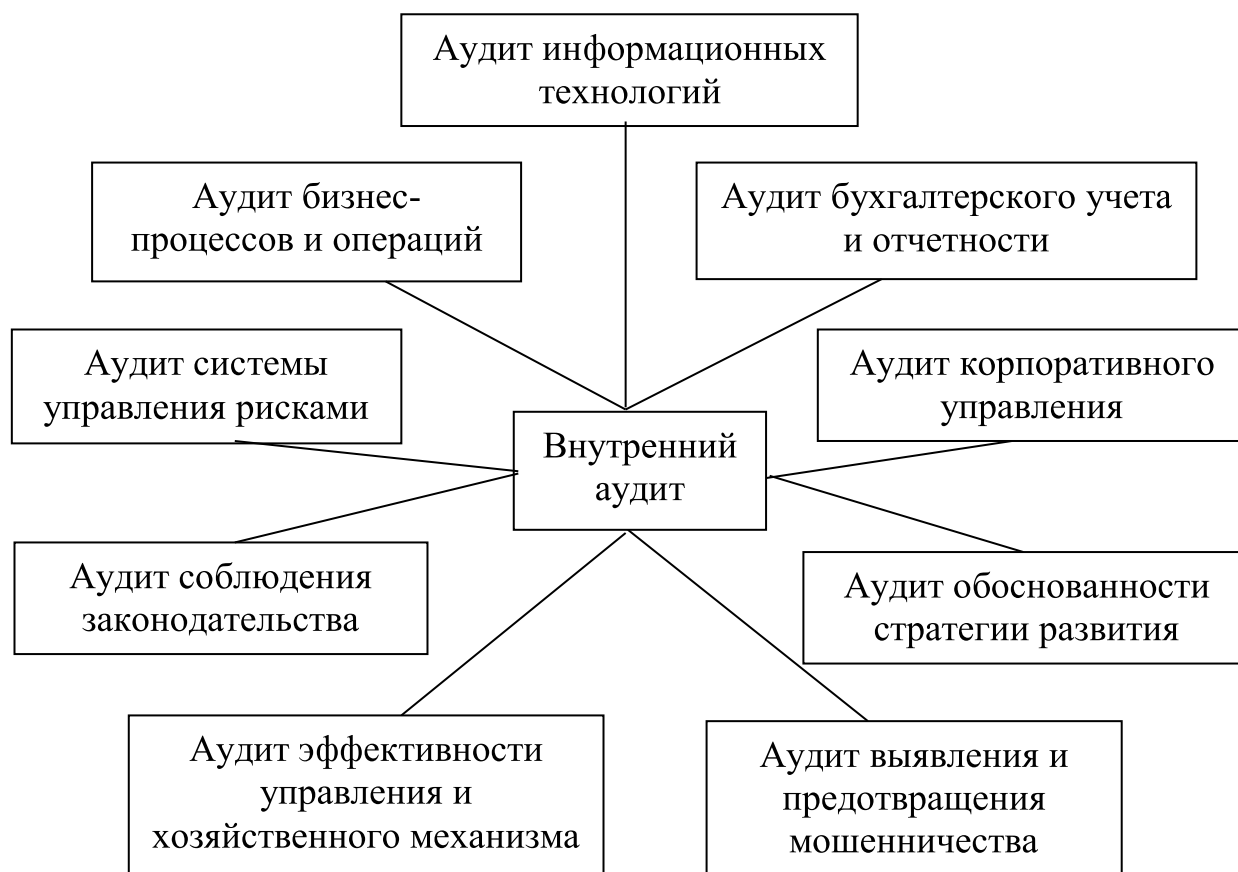 Аудит информационных
технологий
Аудит бизнес-
процессов и операций
Аудит бухгалтерского учета
и отчетности
Аудит системы
управления рисками
Аудит корпоративного
управления
Внутренний
аудит
Аудит соблюдения
законодательства
Аудит обоснованности
стратегии развития
Аудит эффективности
управления и
хозяйственного механизма
Аудит выявления и
предотвращения
мошенничества